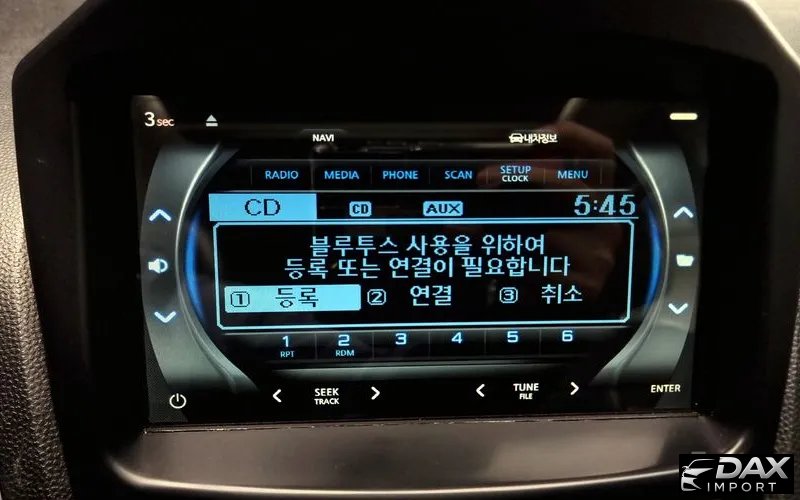 3 sec
NAVI 내차정보
RADIO MEDIA PHONE SCAN SETUP CLOCK MENU
CD CD AUX 5:45
블루투스 사용을 위하여
등록 또는 연결이 필요합니다
1 등록 2 연결 3 취소
1 2 3 4 5 6
RPT RDM
SEEK TUNE ENTER
TRACK FILE
DAX
IMPORT